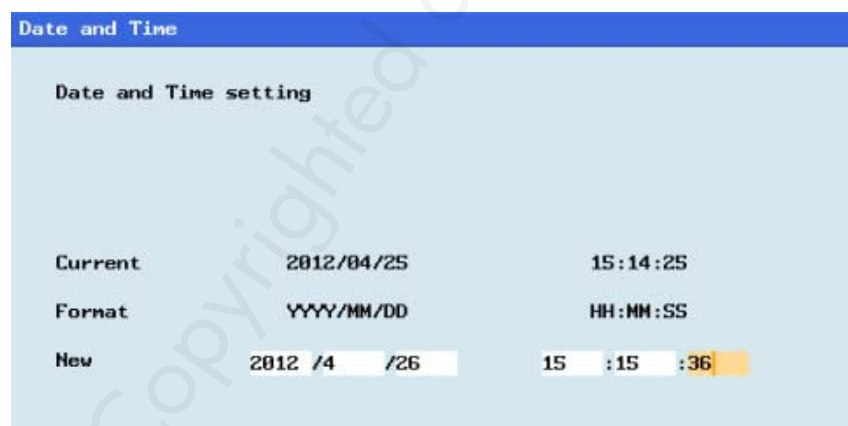 Date and Time
Date and Time setting
Current 2012/04/25 15:14:25
Format YYYY/MM/DD HH:MM:SS
New 2012 /4 /26 15 :15 :36
Copyrighted